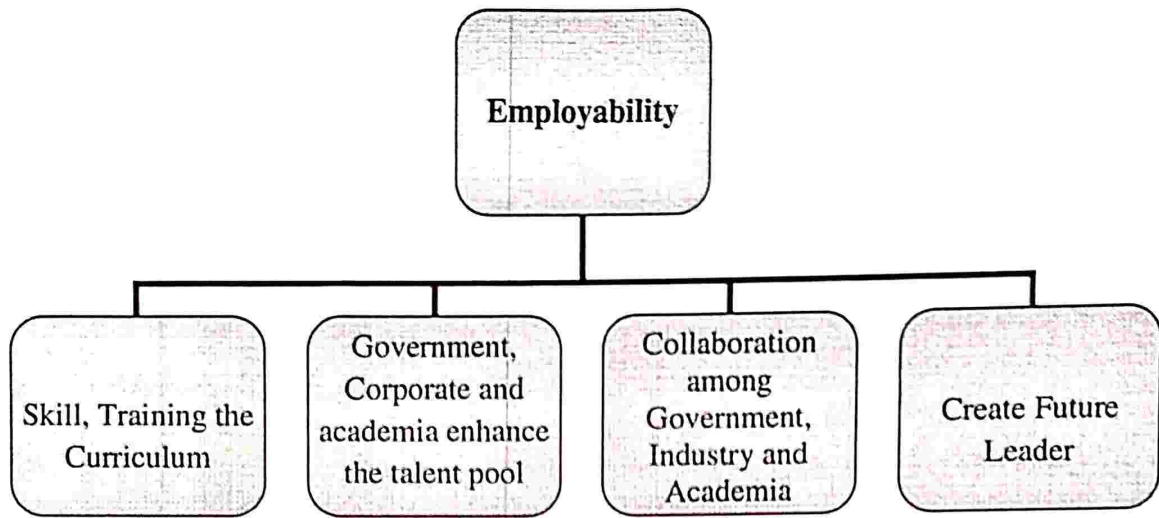 Employability
Skill, Training the
Curriculum
Government,
Corporate and
academia enhance
the talent pool
Collaboration
among
Government,
Industry and
Academia
Create Future
Leader